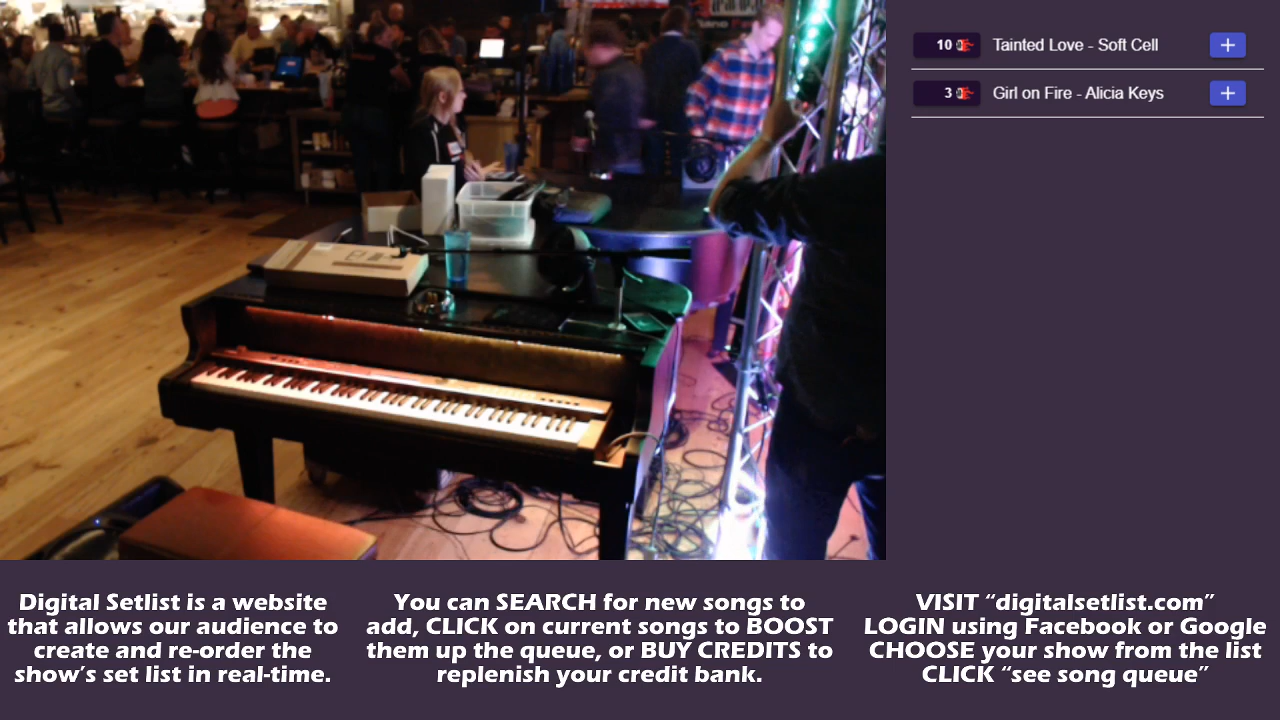 10 Tainted Love - Soft Cell +
3 Girl on Fire - Alicia Keys +
Digital Setlist is a website
that allows our audience to
create and re-order the
show's set list in real-time.
You can SEARCH for new songs to
add, CLICK on current songs to BOOST
them up the queue, or BUY CREDITS to
replenish your credit bank.
VISIT “digitalsetlist.com”
LOGIN using Facebook or Google
CHOOSE your show from the list
CLICK “see song queue”